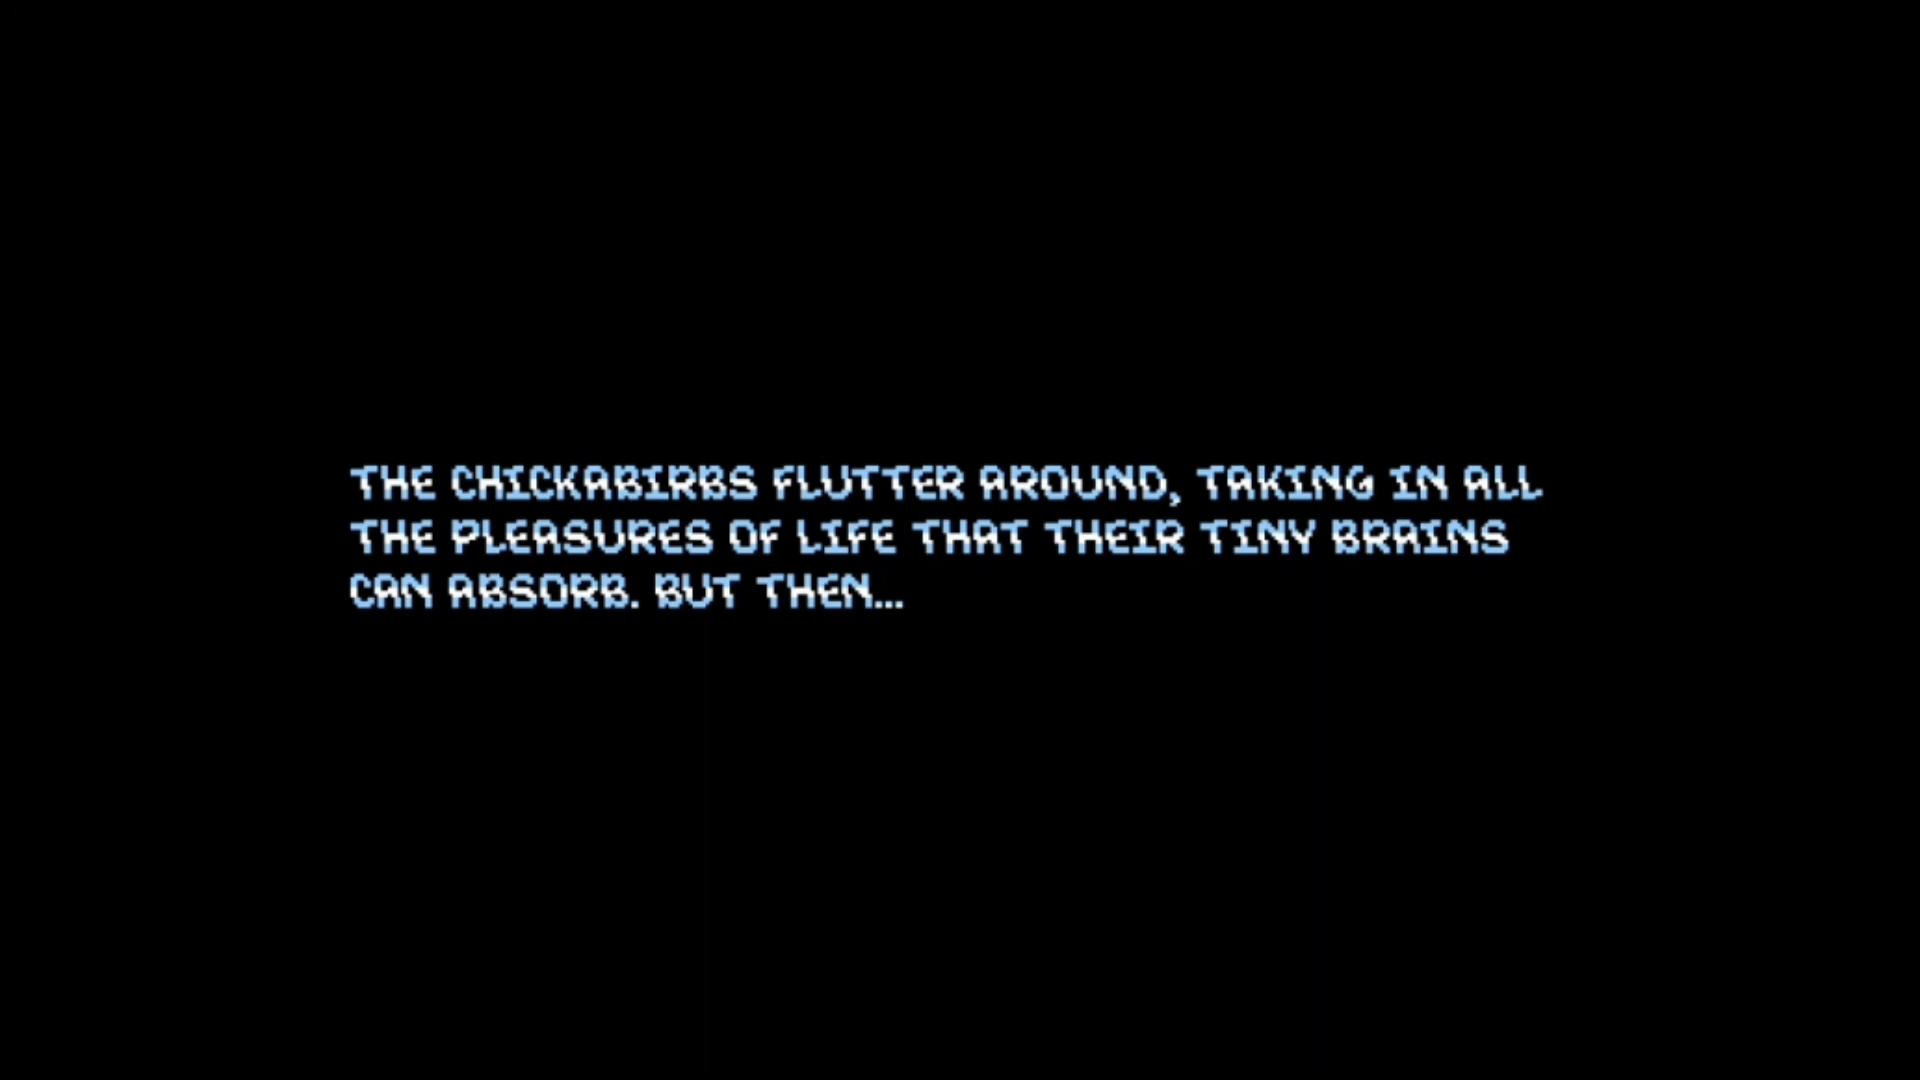 THE CHICKABIRBS FLUTTER AROUND, TAKING IN ALL
THE PLEASURES OF LIFE THAT THEIR TINY BRAINS
CAN ABSORB. BUT THEN...